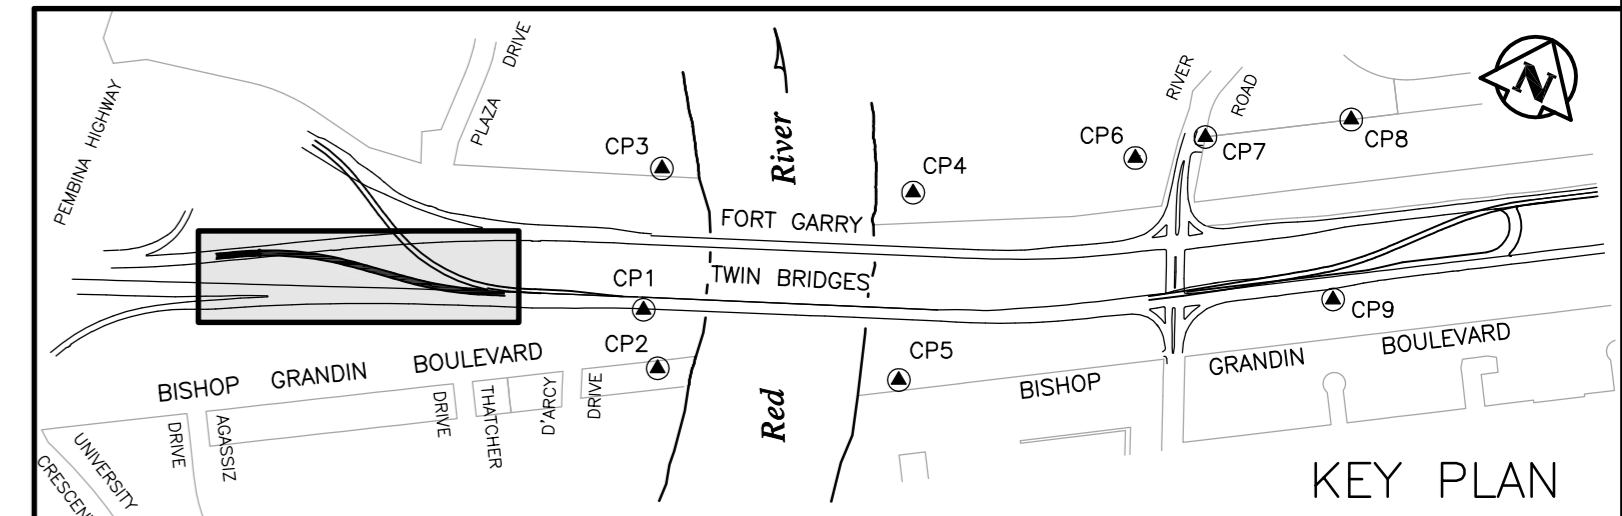 PEMBINA HIGHWAY
PLAZA DRIVE
River
RIVER ROAD
N
CP3
CP4
CP6
CP7
CP8
FORT GARRY
TWIN BRIDGES
CP1
CP2
CP5
CP9
BISHOP GRANDIN BOULEVARD
BISHOP GRANDIN BOULEVARD
Red
UNIVERSITY
DRIVE
AGASSIZ
DRIVE
THATCHER
D'ARCY
DRIVE
KEY PLAN